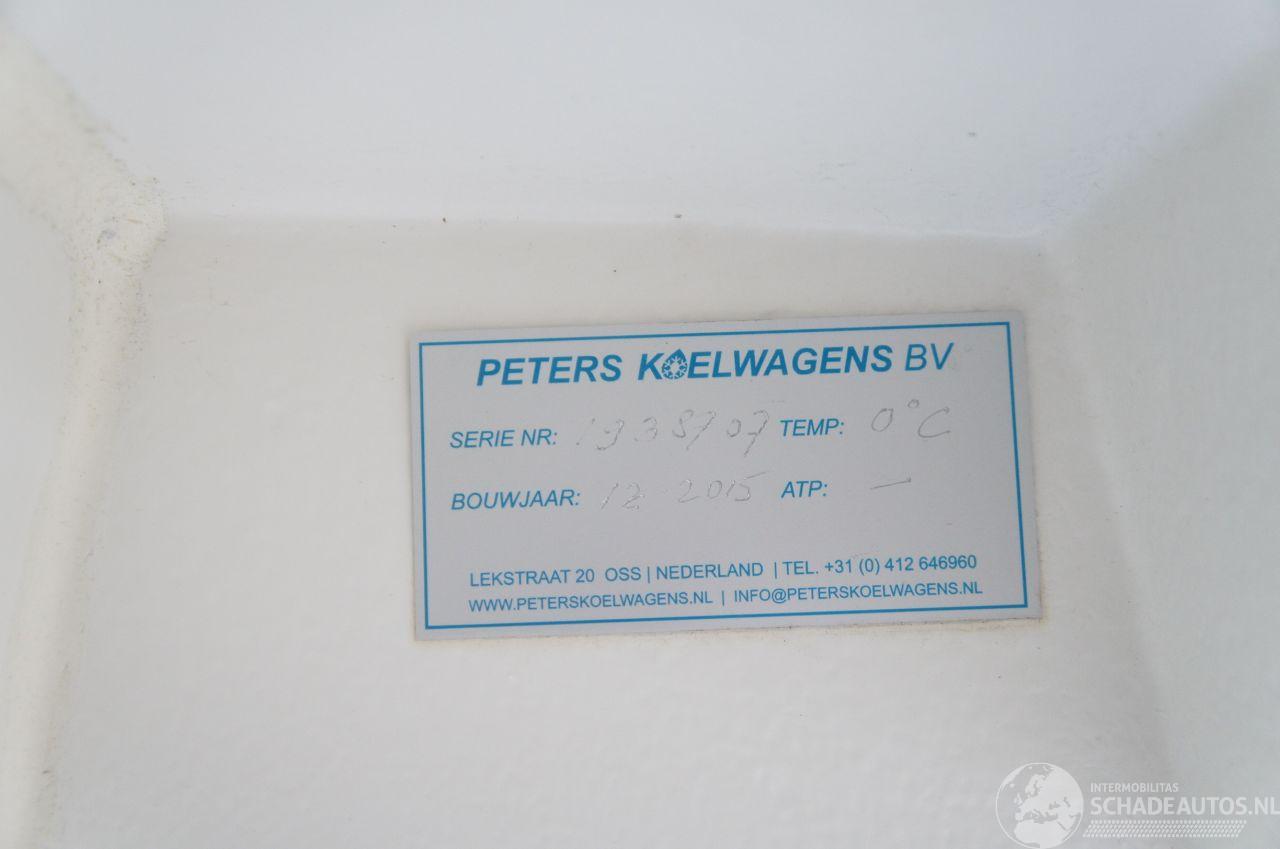 PETERS KOELWAGENS BV
SERIE NR: 1938707 TEMP: 0°C
BOUWJAAR: 12-2015 ATP: —
LEKSTRAAT 20 OSS | NEDERLAND | TEL. +31 (0) 412 646960
WWW.PETERSKOELWAGENS.NL | INFO@PETERSKOELWAGENS.NL
INTERMOBILITAS
SCHADEAUTOS.NL